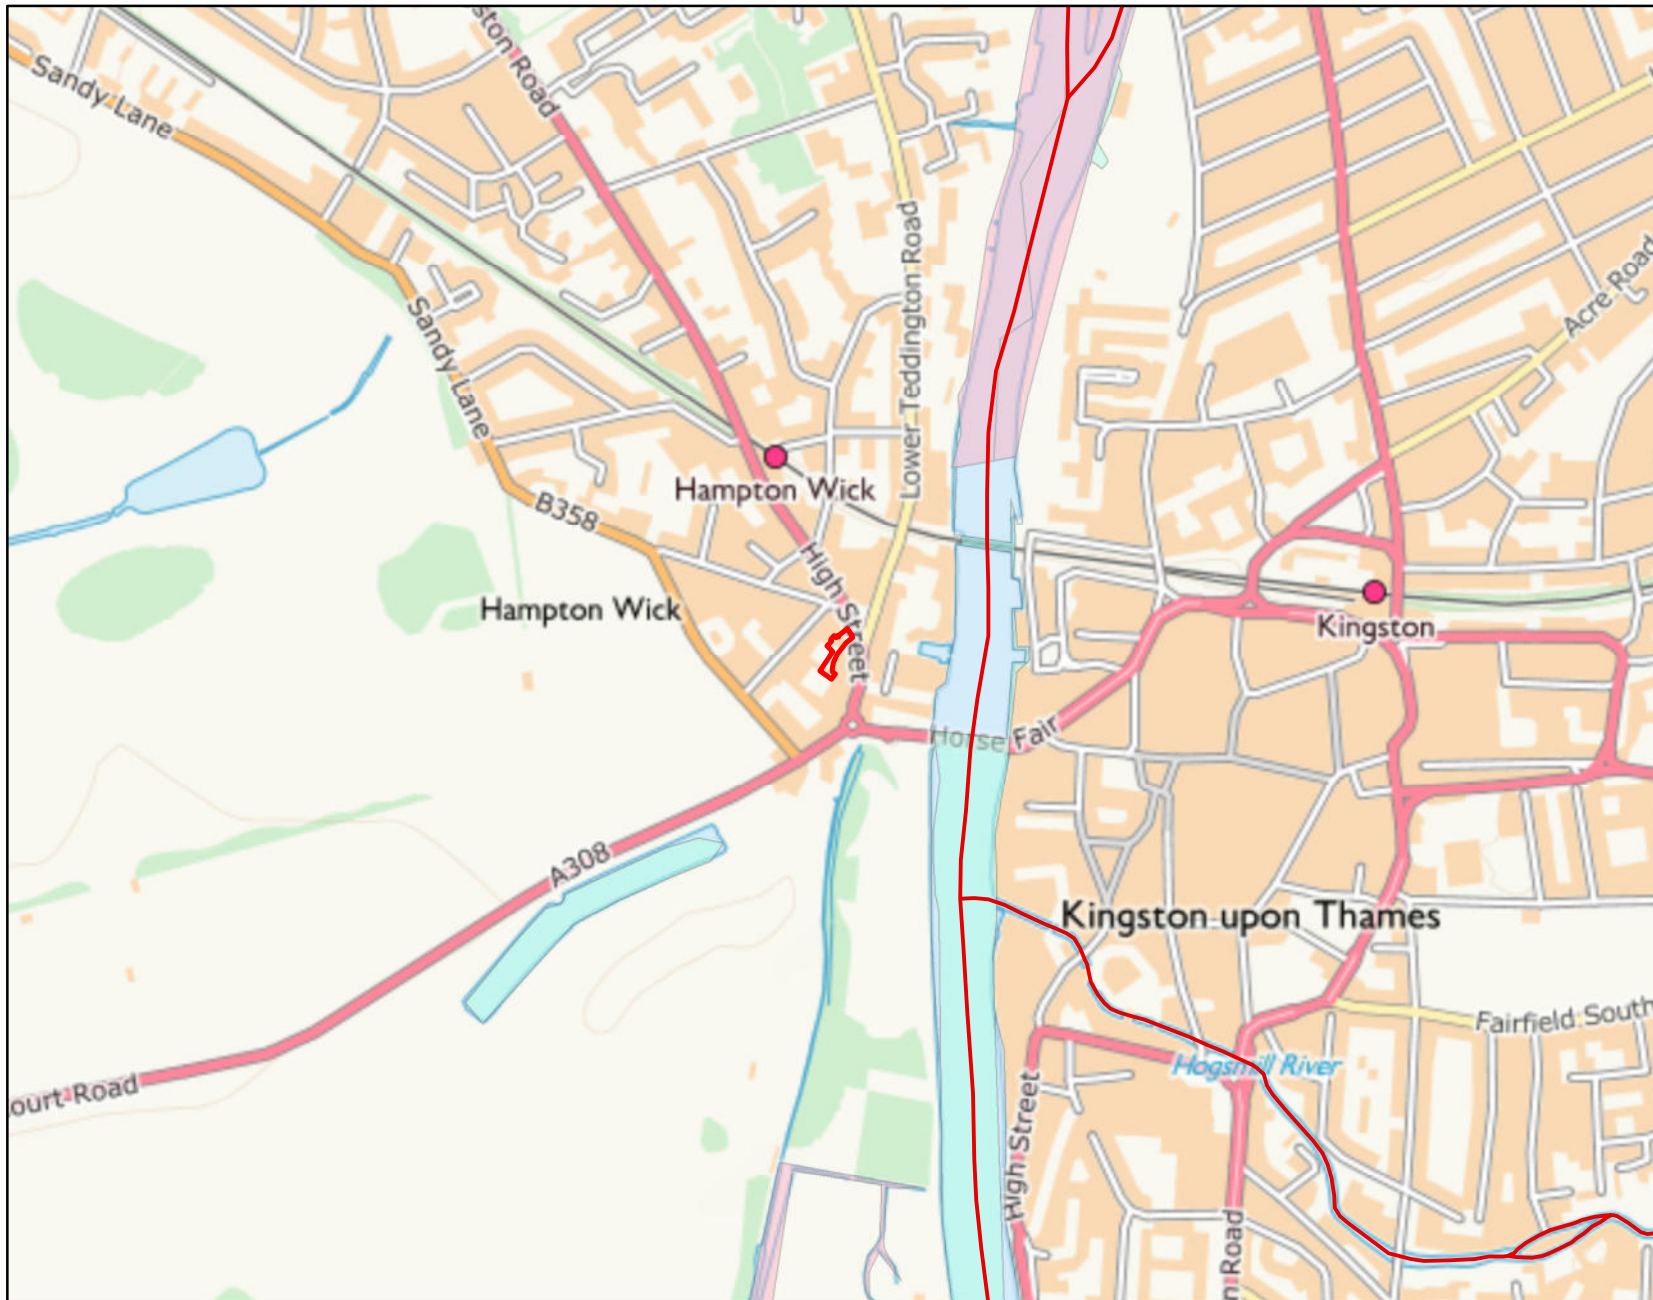 ston Road
Sandy Lane
Lower Teddington Road
Acre Road
Sandy Lane
Hampton Wick
B358
High Street
Hampton Wick
Kingston
Horse Fair
A308
Kingston upon Thames
Fairfield South
Hogsmill River
ourt Road
High Street
n Road